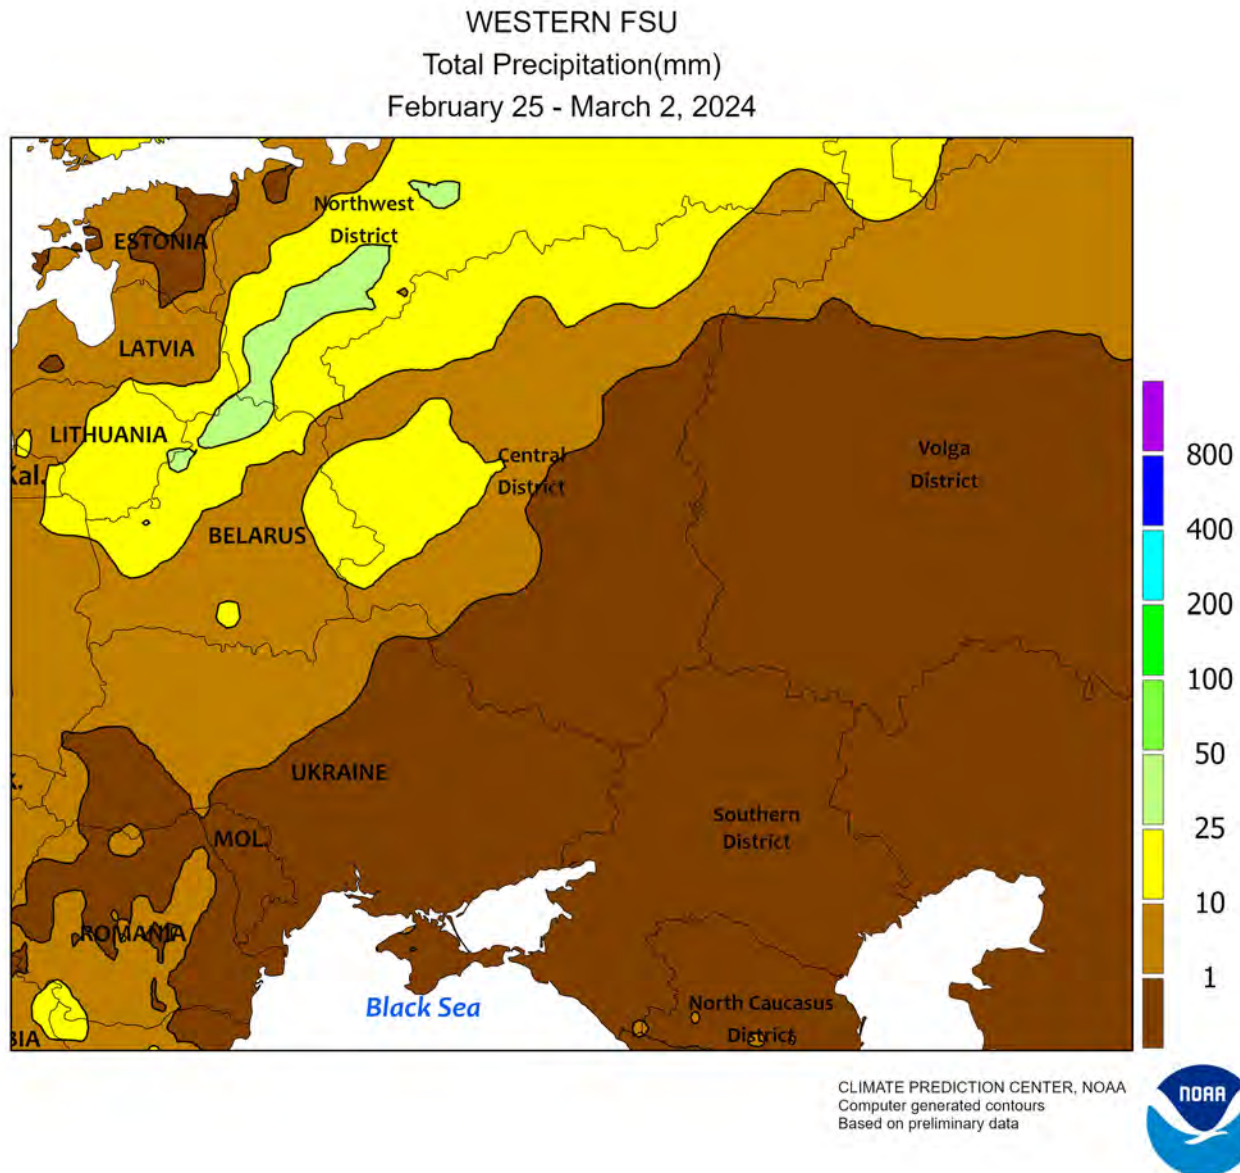 WESTERN FSU
Total Precipitation(mm)
February 25 - March 2, 2024
Northwest
District
ESTONIA
LATVIA
LITHUANIA
Kal.
Central
District
Volga
District
BELARUS
800
400
200
100
50
25
10
1
UKRAINE
MOL.
Southern
District
ROMANIA
Black Sea
North Caucasus
District
BIA
CLIMATE PREDICTION CENTER, NOAA
Computer generated contours
Based on preliminary data
NOAA